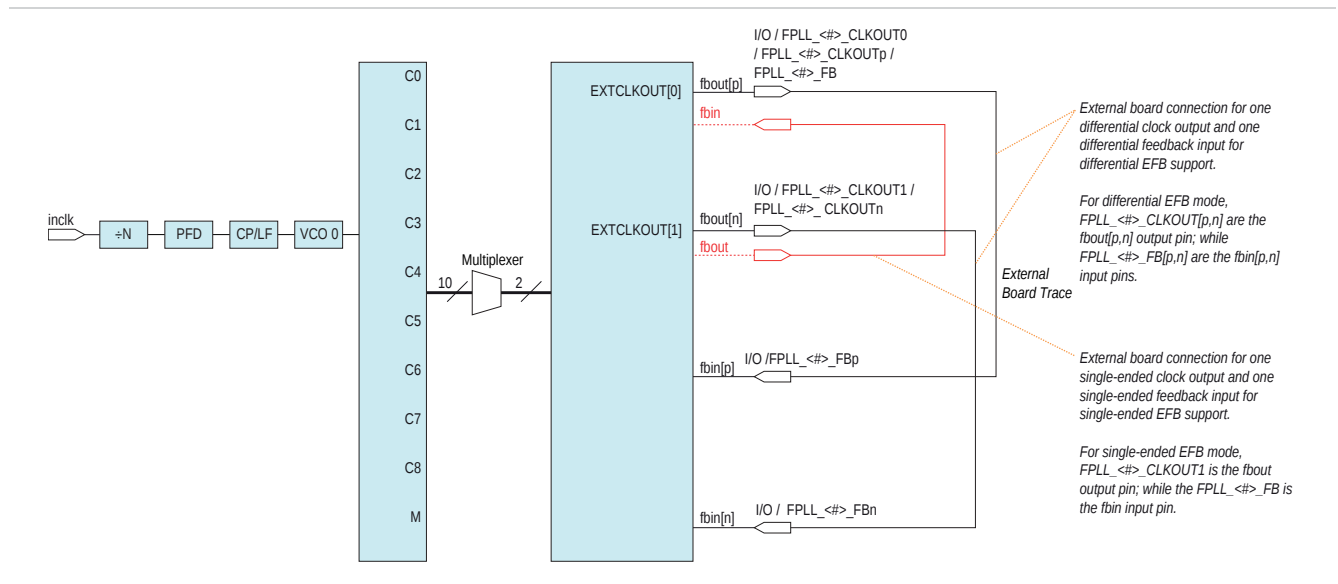 I/O / FPLL_<#>_CLKOUT0
/ FPLL_<#>_CLKOUTp /
FPLL_<#>_FB
C0
C1
C2
C3
C4
C5
C6
C7
C8
M
inclk
÷N
PFD
CP/LF
VCO 0
Multiplexer
10
2
EXTCLKOUT[0]
EXTCLKOUT[1]
fbout[p]
fbin
I/O / FPLL_<#>_CLKOUT1 /
FPLL_<#>_ CLKOUTn
fbout[n]
fbout
External
Board Trace
I/O /FPLL_<#>_FBp
fbin[p]
I/O / FPLL_<#>_FBn
fbin[n]
External board connection for one
differential clock output and one
differential feedback input for
differential EFB support.
For differential EFB mode,
FPLL_<#>_CLKOUT[p,n] are the
fbout[p,n] output pin; while
FPLL_<#>_FB[p,n] are the fbin[p,n]
input pins.
External board connection for one
single-ended clock output and one
single-ended feedback input for
single-ended EFB support.
For single-ended EFB mode,
FPLL_<#>_CLKOUT1 is the fbout
output pin; while the FPLL_<#>_FB is
the fbin input pin.